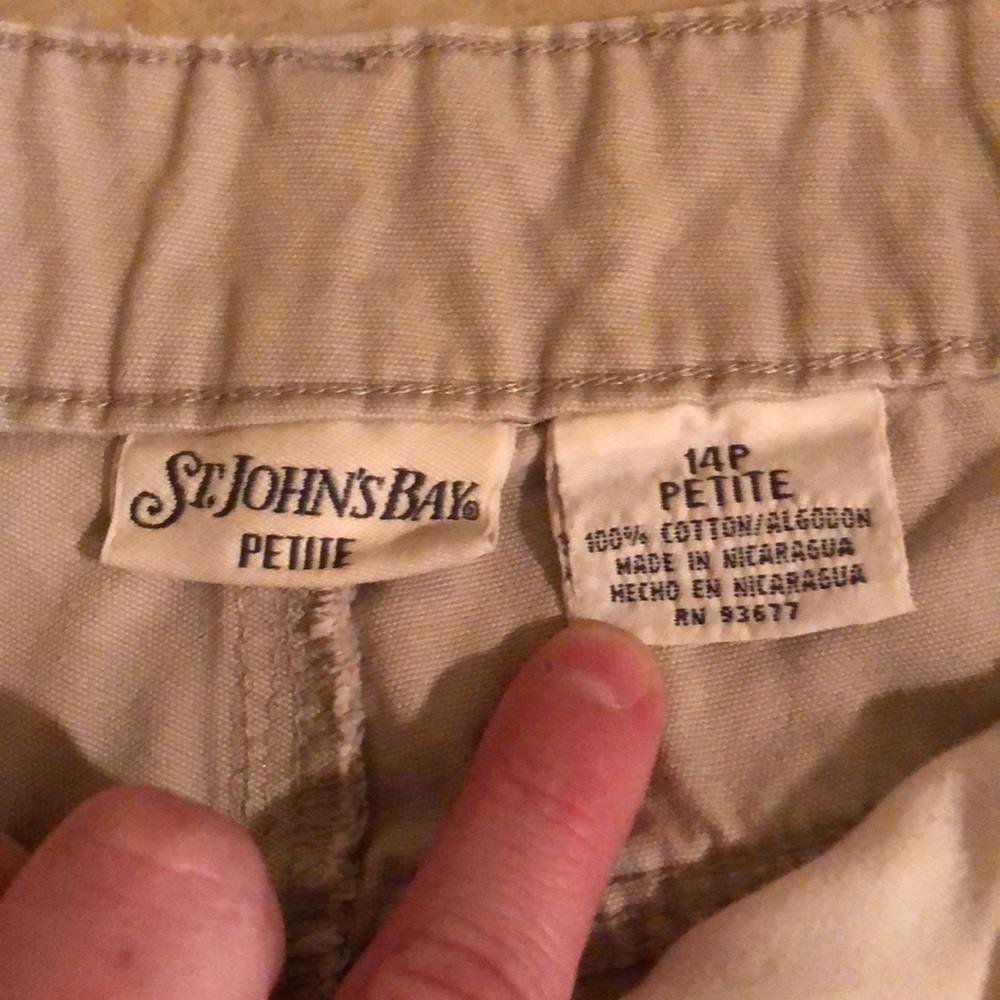 ST. JOHN'S BAY®
PETITE
14P
PETITE
100% COTTON/ALGODON
MADE IN NICARAGUA
HECHO EN NICARAGUA
RN 93677